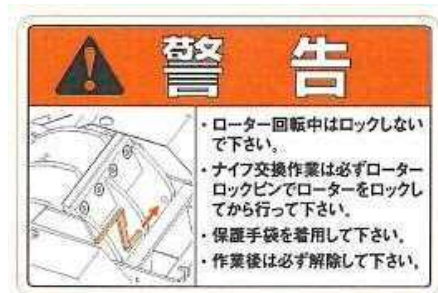 警告
・ローター回転中はロックしない
で下さい。
・ナイフ交換作業は必ずローター
ロックピンでローターをロックし
てから行って下さい。
・保護手袋を着用して下さい。
・作業後は必ず解除して下さい。